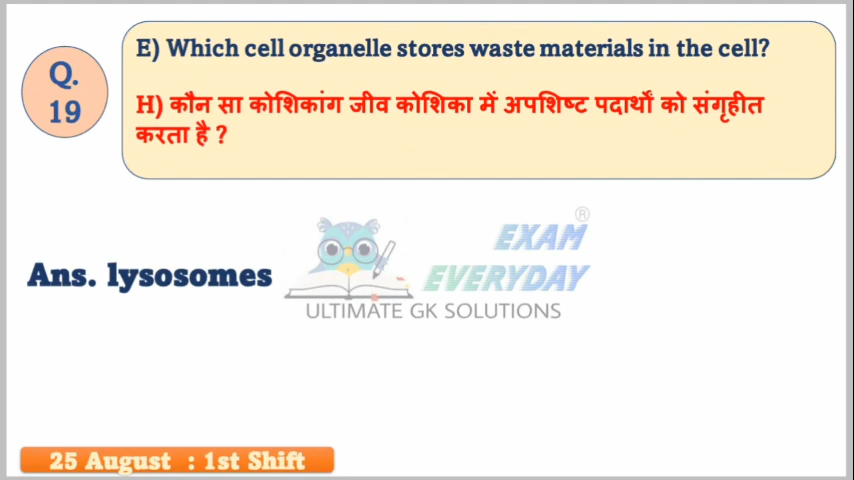 Q.
19
E) Which cell organelle stores waste materials in the cell?
H) कौन सा कोशिकांग जीव कोशिका में अपशिष्ट पदार्थों को संगृहीत
करता है ?
Ans. lysosomes
EXAM ®
EVERYDAY
ULTIMATE GK SOLUTIONS
25 August : 1st Shift